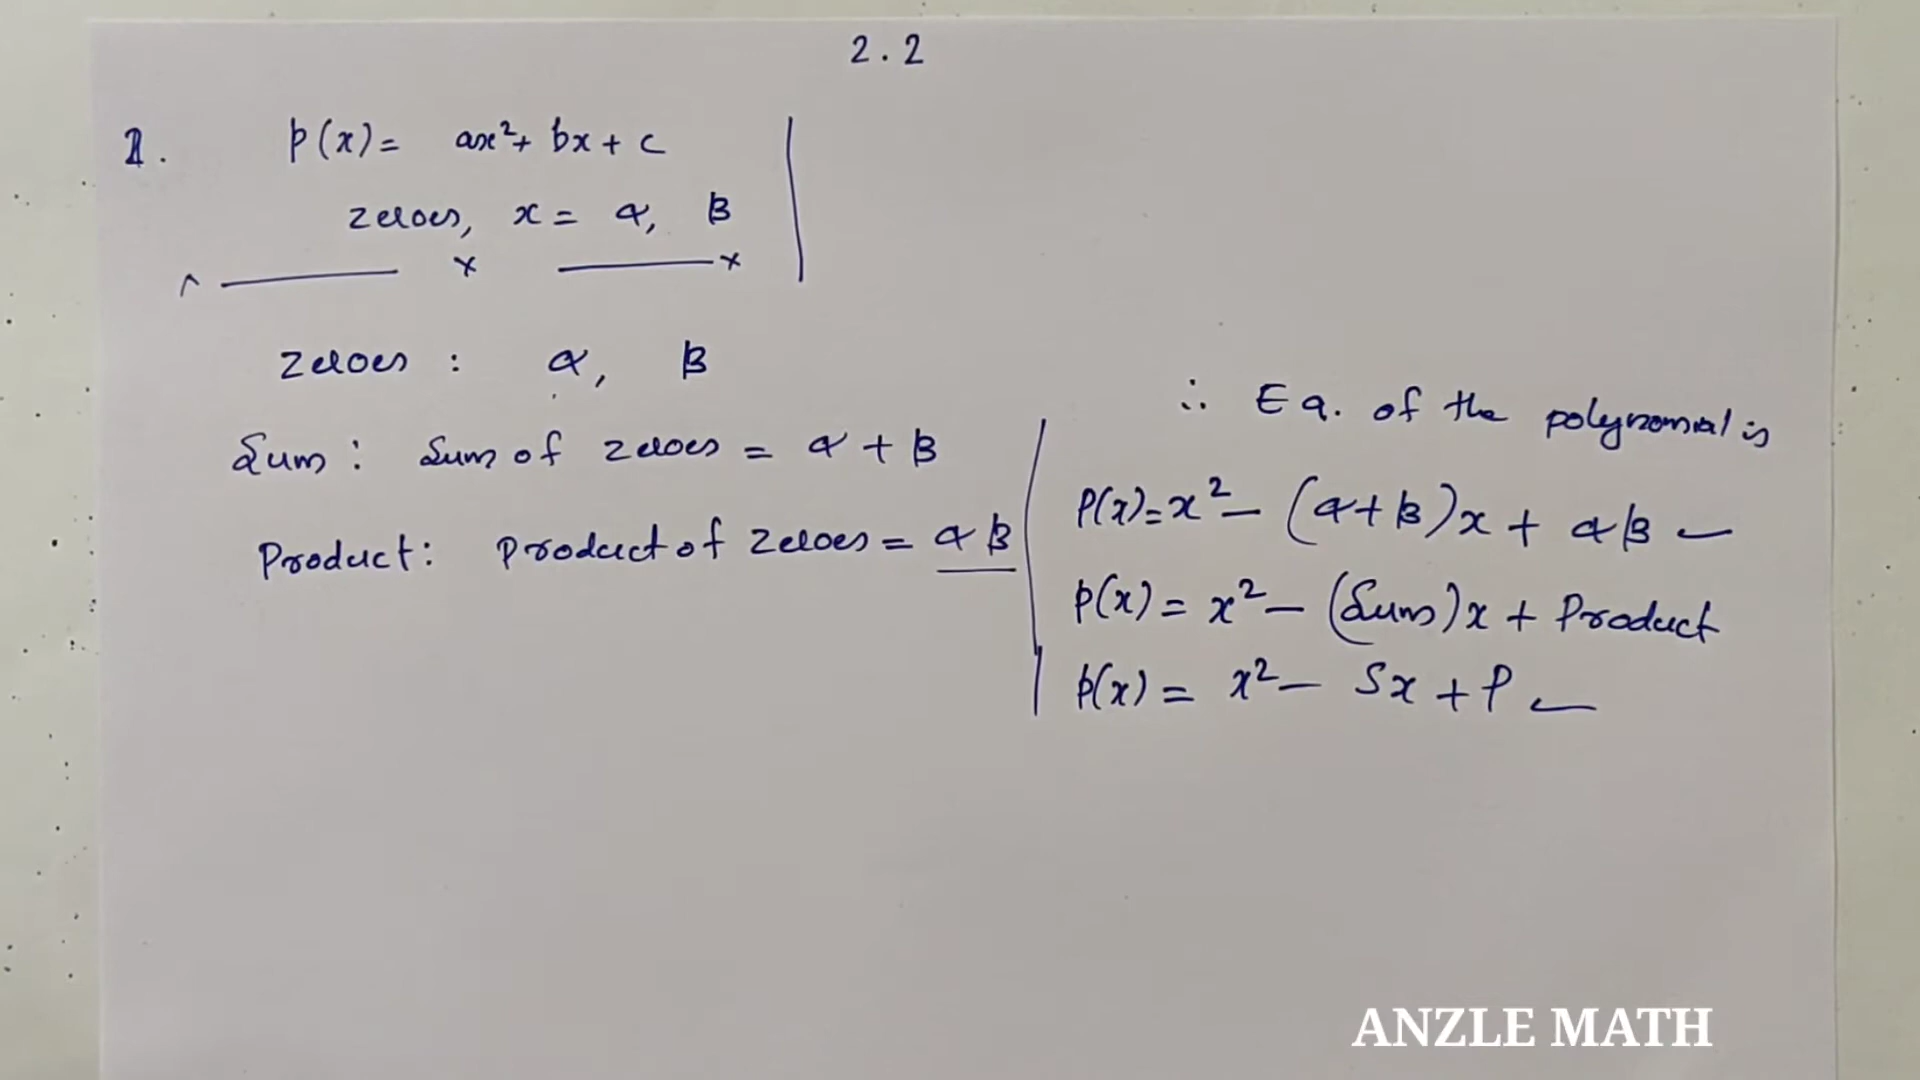 2.2
1. p(x) = ax² + bx + c
zeroes, x = α, β
zeroes : α, β
Sum : Sum of zeroes = α + β
Product : Product of zeroes = αβ
∴ Eq. of the polynomial is
P(x) = x² – (α+β)x + αβ
p(x) = x² – (Sum)x + Product
p(x) = x² – Sx + P
ANZLE MATH